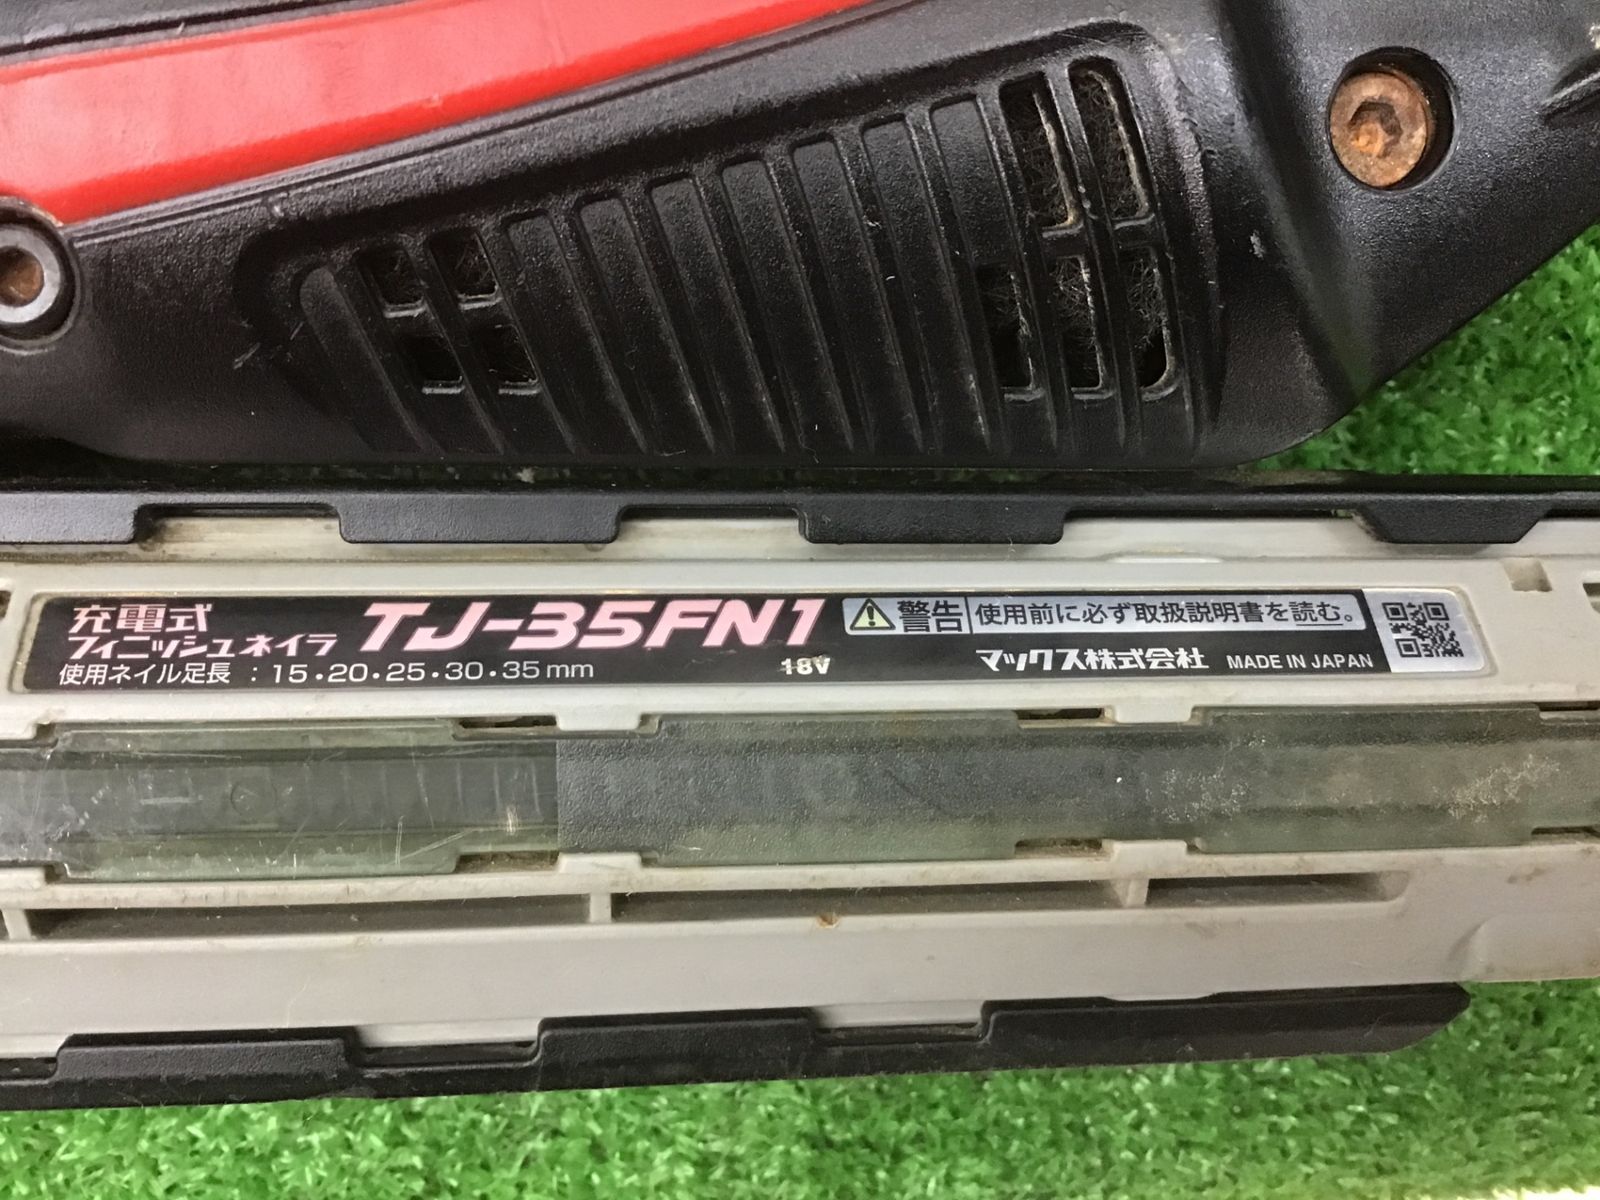 充電式
フィニッシュネイラ
TJ-35FN1
使用ネイル足長 : 15・20・25・30・35mm
18V
警告 使用前に必ず取扱説明書を読む。
マックス株式会社 MADE IN JAPAN